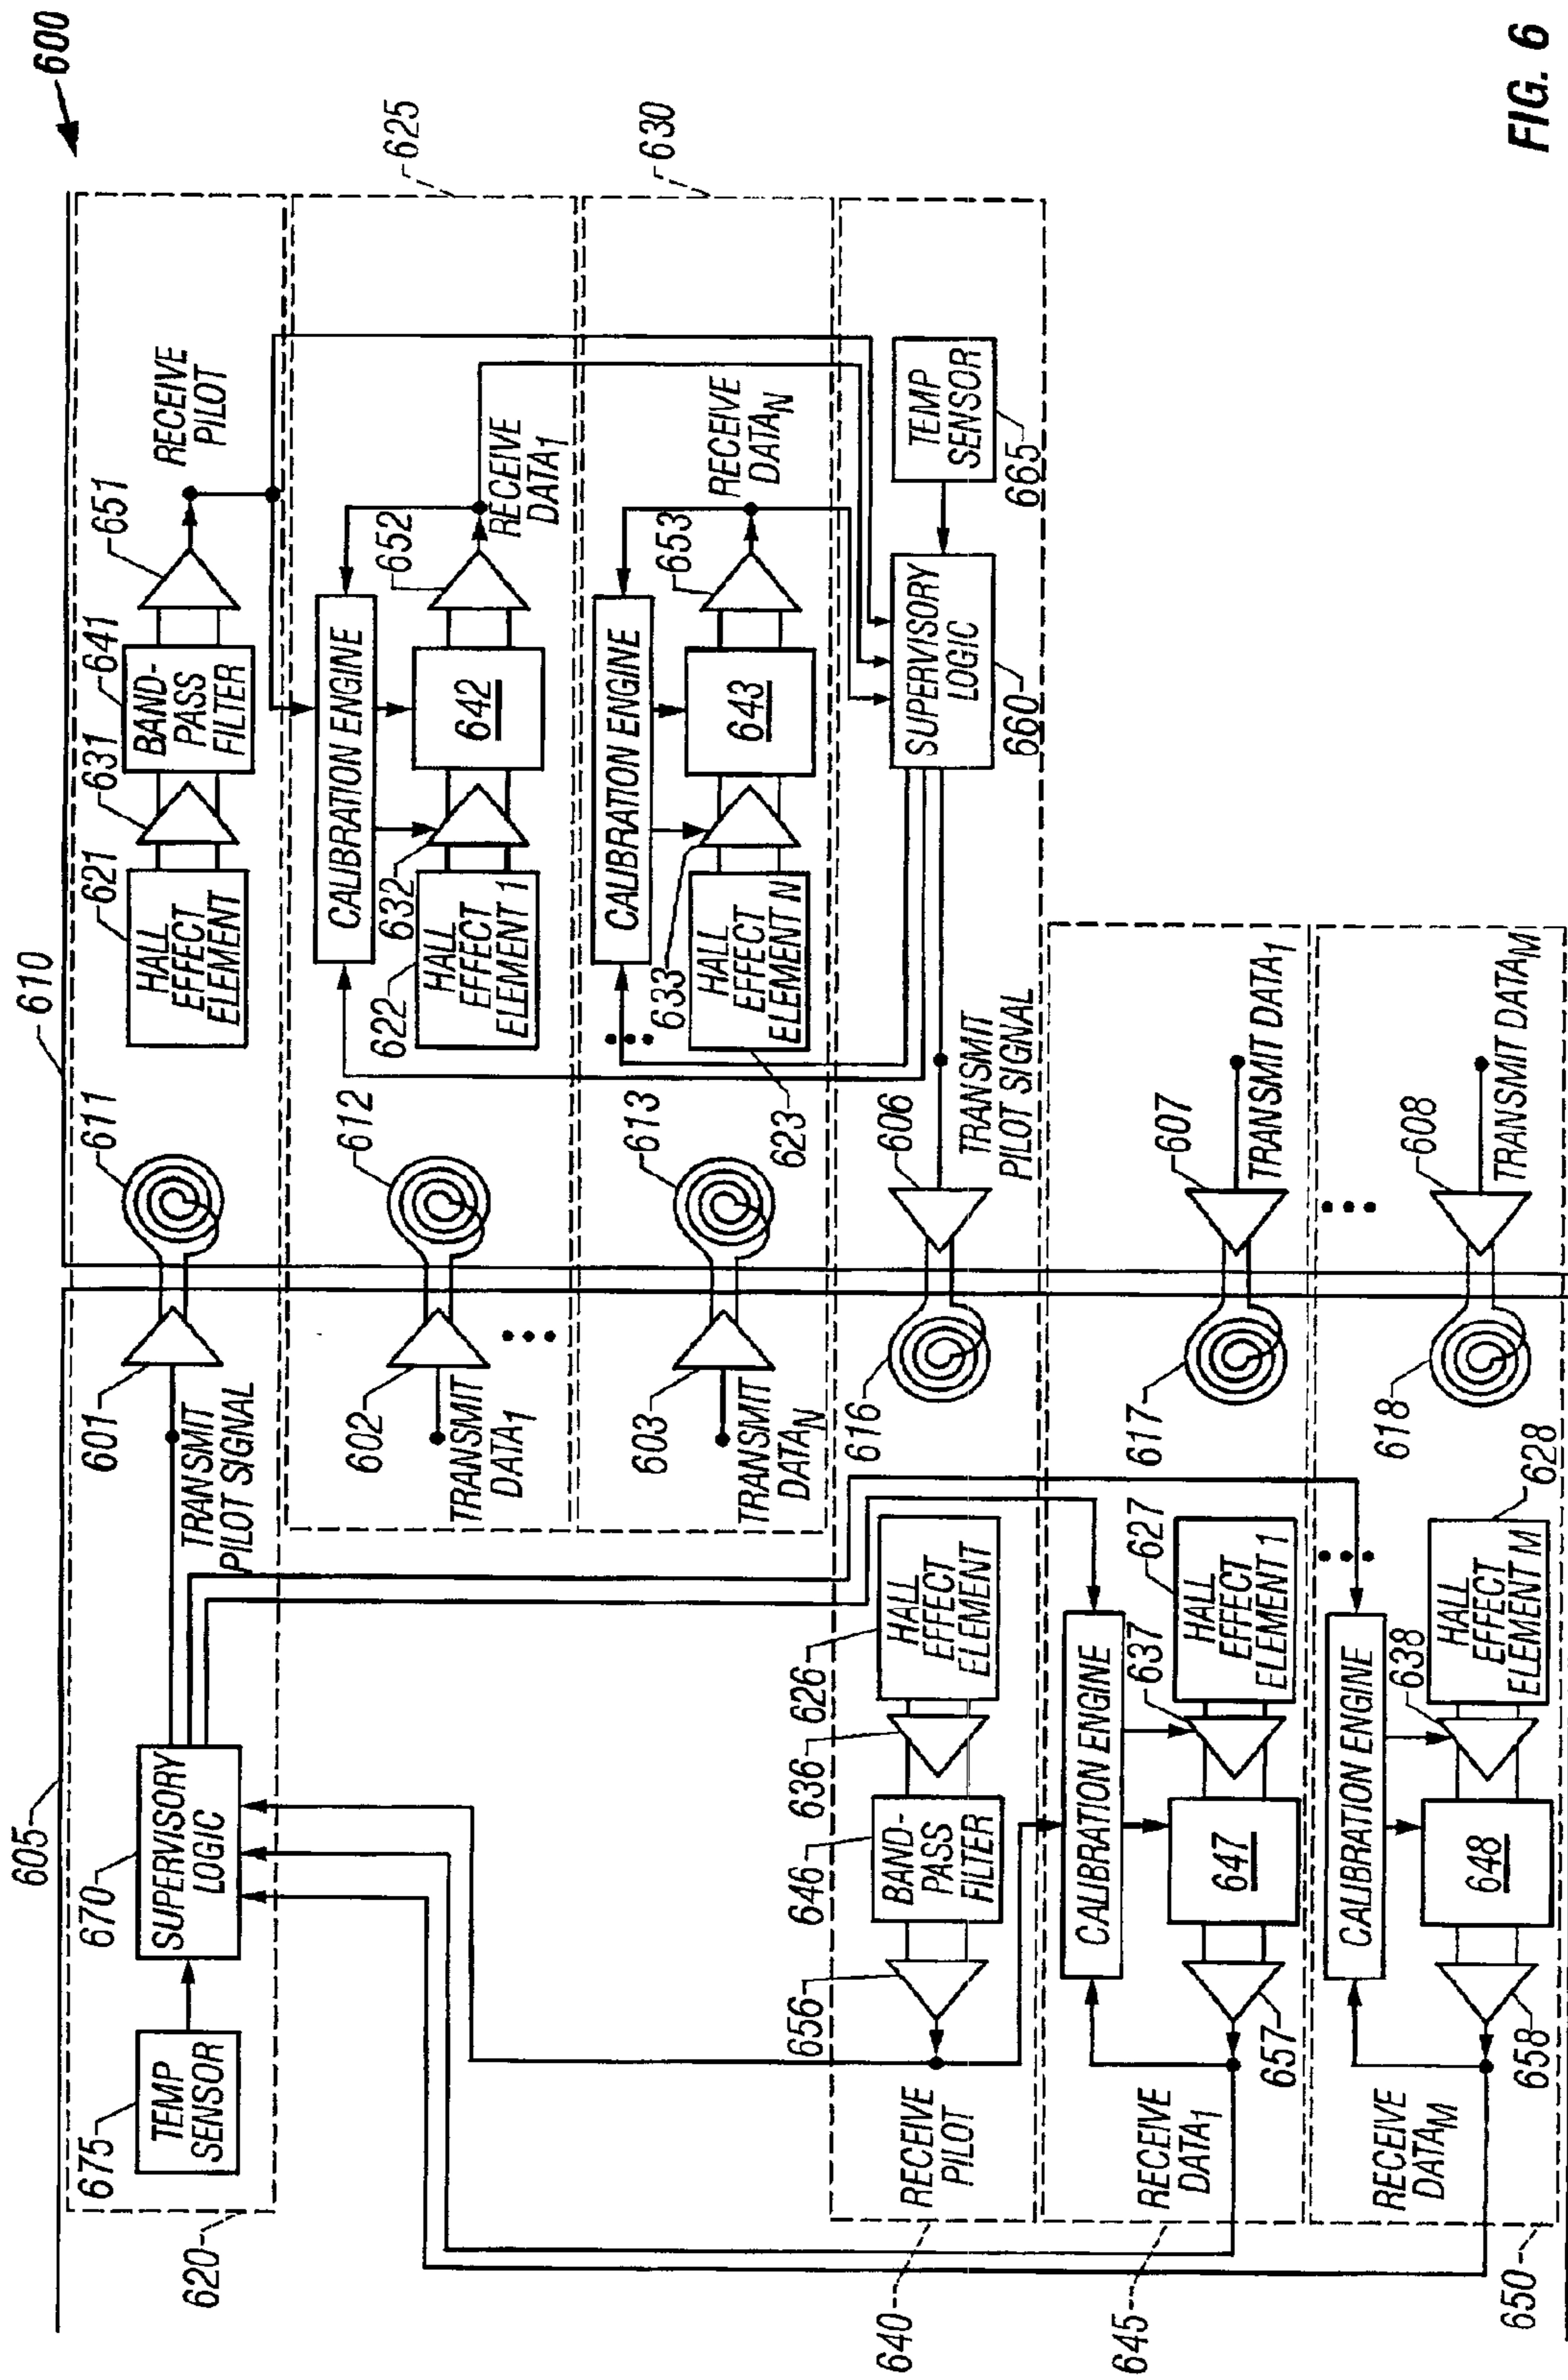 600
605
610
620
675
TEMP
SENSOR
670
SUPERVISORY
LOGIC
TRANSMIT
PILOT SIGNAL
601
611
621
HALL
EFFECT
ELEMENT
631
641
BAND-
PASS
FILTER
651
RECEIVE
PILOT
625
TRANSMIT
DATA1
602
612
622
HALL
EFFECT
ELEMENT 1
632
CALIBRATION ENGINE
642
652
RECEIVE
DATA1
630
TRANSMIT
DATAN
603
613
623
HALL
EFFECT
ELEMENT N
633
CALIBRATION ENGINE
643
653
RECEIVE
DATAN
640
RECEIVE
PILOT
656
646
BAND-
PASS
FILTER
636
626
HALL
EFFECT
ELEMENT
616
606
TRANSMIT
PILOT SIGNAL
660
SUPERVISORY
LOGIC
665
TEMP
SENSOR
645
RECEIVE
DATA1
657
647
CALIBRATION ENGINE
637
627
HALL
EFFECT
ELEMENT 1
617
607
TRANSMIT DATA1
650
RECEIVE
DATAM
658
648
CALIBRATION ENGINE
638
628
HALL
EFFECT
ELEMENT M
618
608
TRANSMIT DATAM
FIG. 6